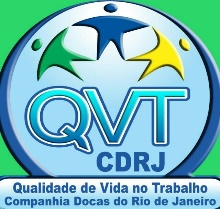 QVT
CDRJ
Qualidade de Vida no Trabalho
Companhia Docas do Rio de Janeiro